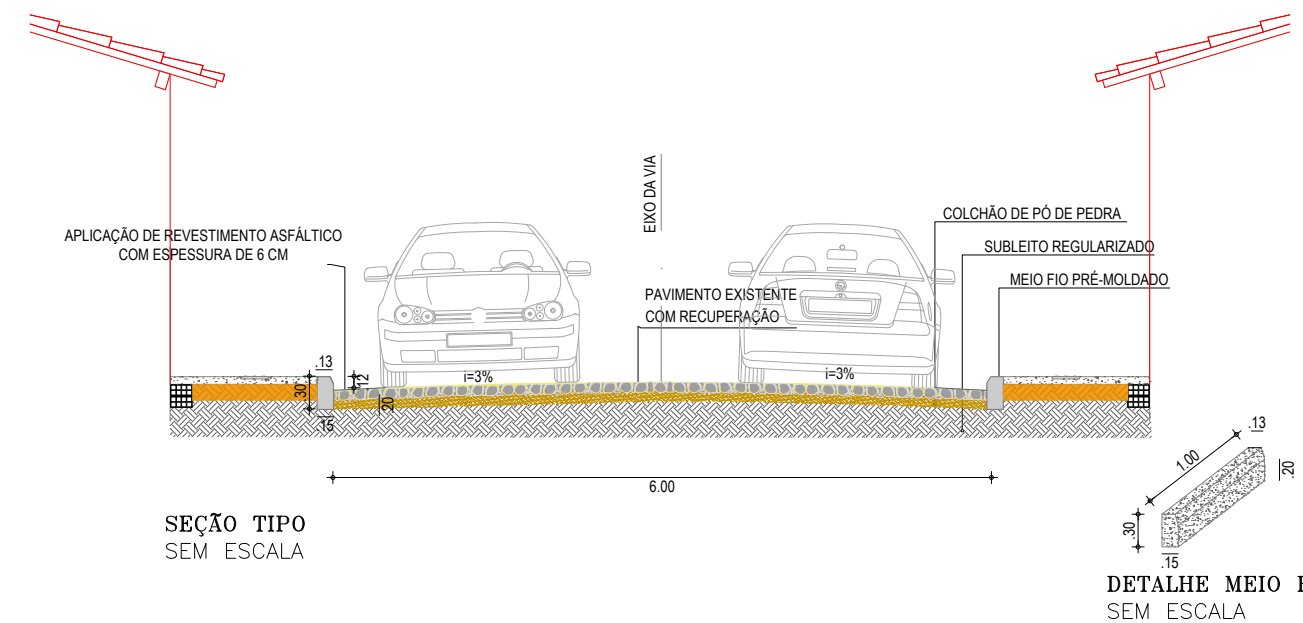 EIXO DA VIA
APLICAÇÃO DE REVESTIMENTO ASFÁLTICO
COM ESPESSURA DE 6 CM
COLCHÃO DE PÓ DE PEDRA
SUBLEITO REGULARIZADO
MEIO FIO PRÉ-MOLDADO
PAVIMENTO EXISTENTE
COM RECUPERAÇÃO
.13
.30
12
i=3%
i=3%
20
.15
6.00
SEÇÃO TIPO
SEM ESCALA
.13
1.00
.20
.30
.15
DETALHE MEIO F
SEM ESCALA